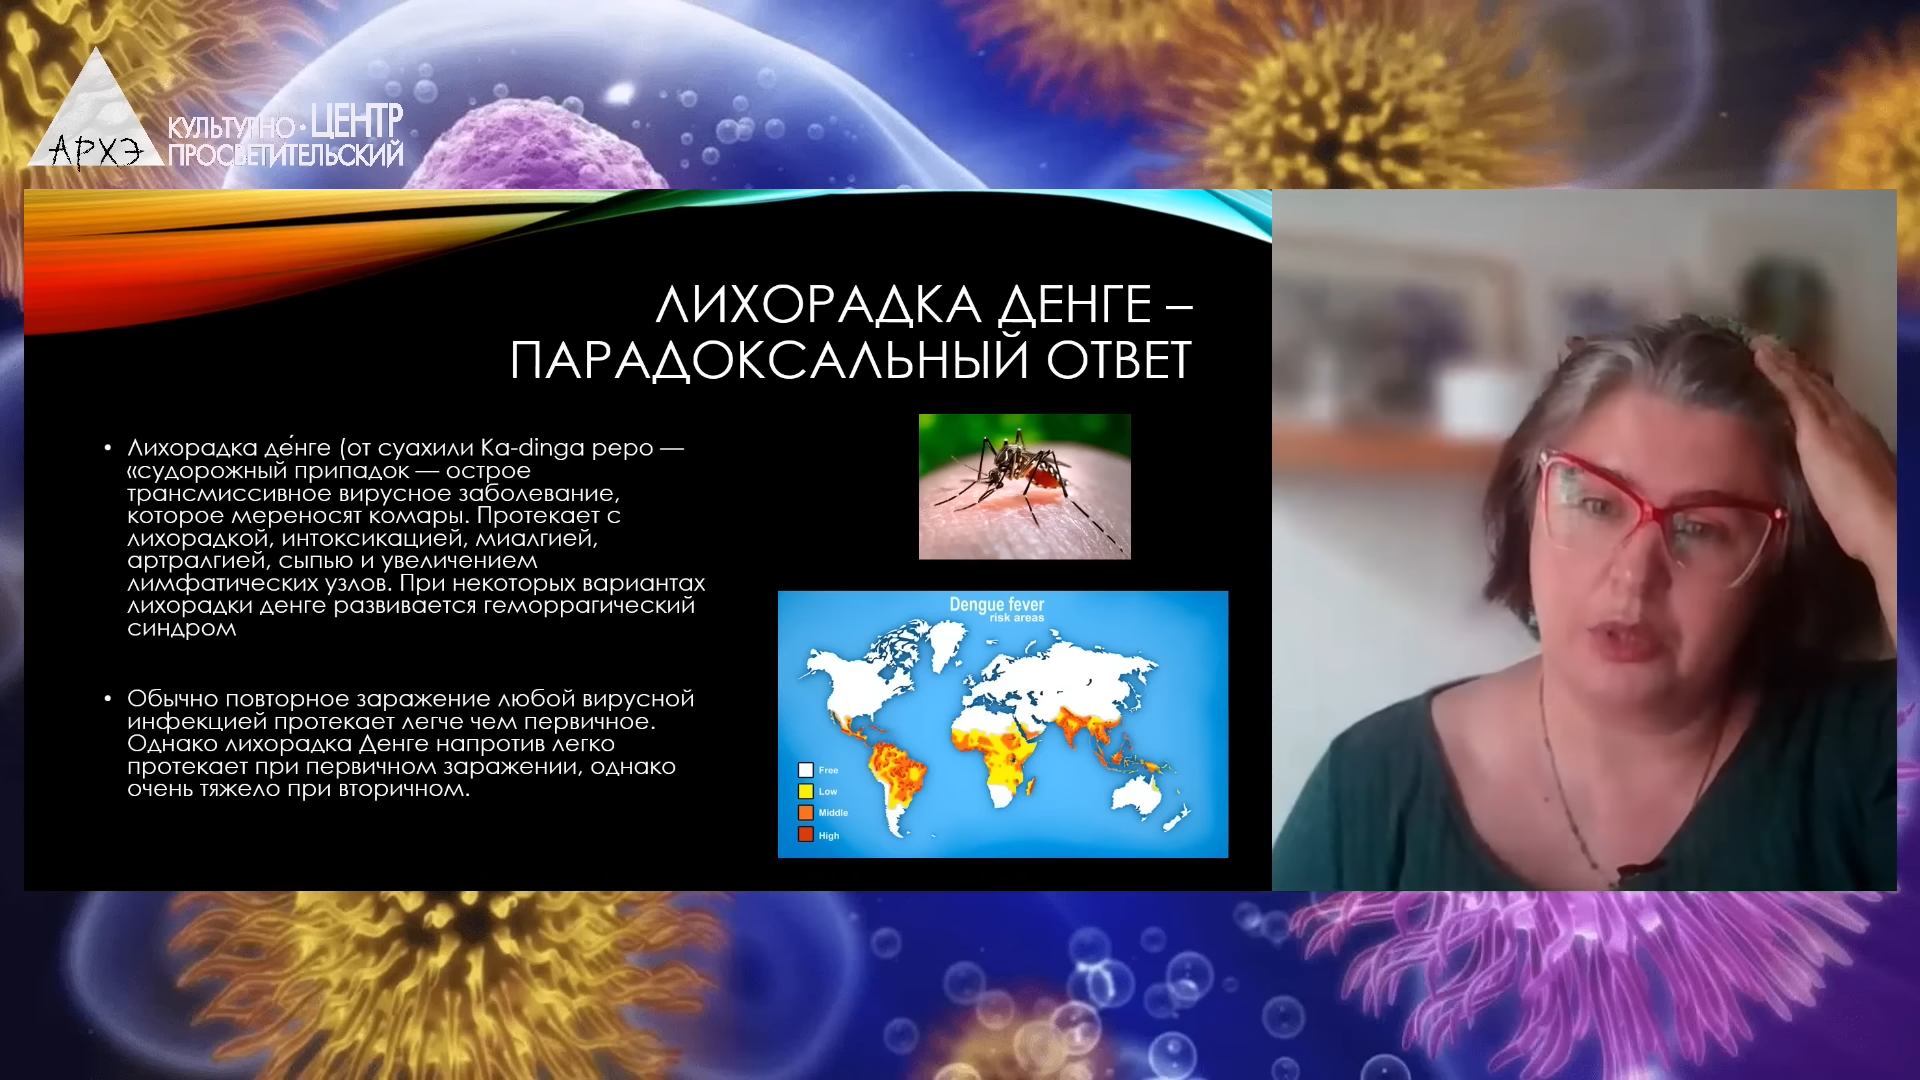 АРХЭ
КУЛЬТУРНО·ЦЕНТР
ПРОСВЕТИТЕЛЬСКИЙ
ЛИХОРАДКА ДЕНГЕ –
ПАРАДОКСАЛЬНЫЙ ОТВЕТ
• Лихорадка де́нге (от суахили Ka-dinga pepo —
«судорожный припадок — острое
трансмиссивное вирусное заболевание,
которое мереносят комары. Протекает с
лихорадкой, интоксикацией, миалгией,
артралгией, сыпью и увеличением
лимфатических узлов. При некоторых вариантах
лихорадки денге развивается геморрагический
синдром
• Обычно повторное заражение любой вирусной
инфекцией протекает легче чем первичное.
Однако лихорадка Денге напротив легко
протекает при первичном заражении, однако
очень тяжело при вторичном.
Dengue fever
risk areas
Free
Low
Middle
High